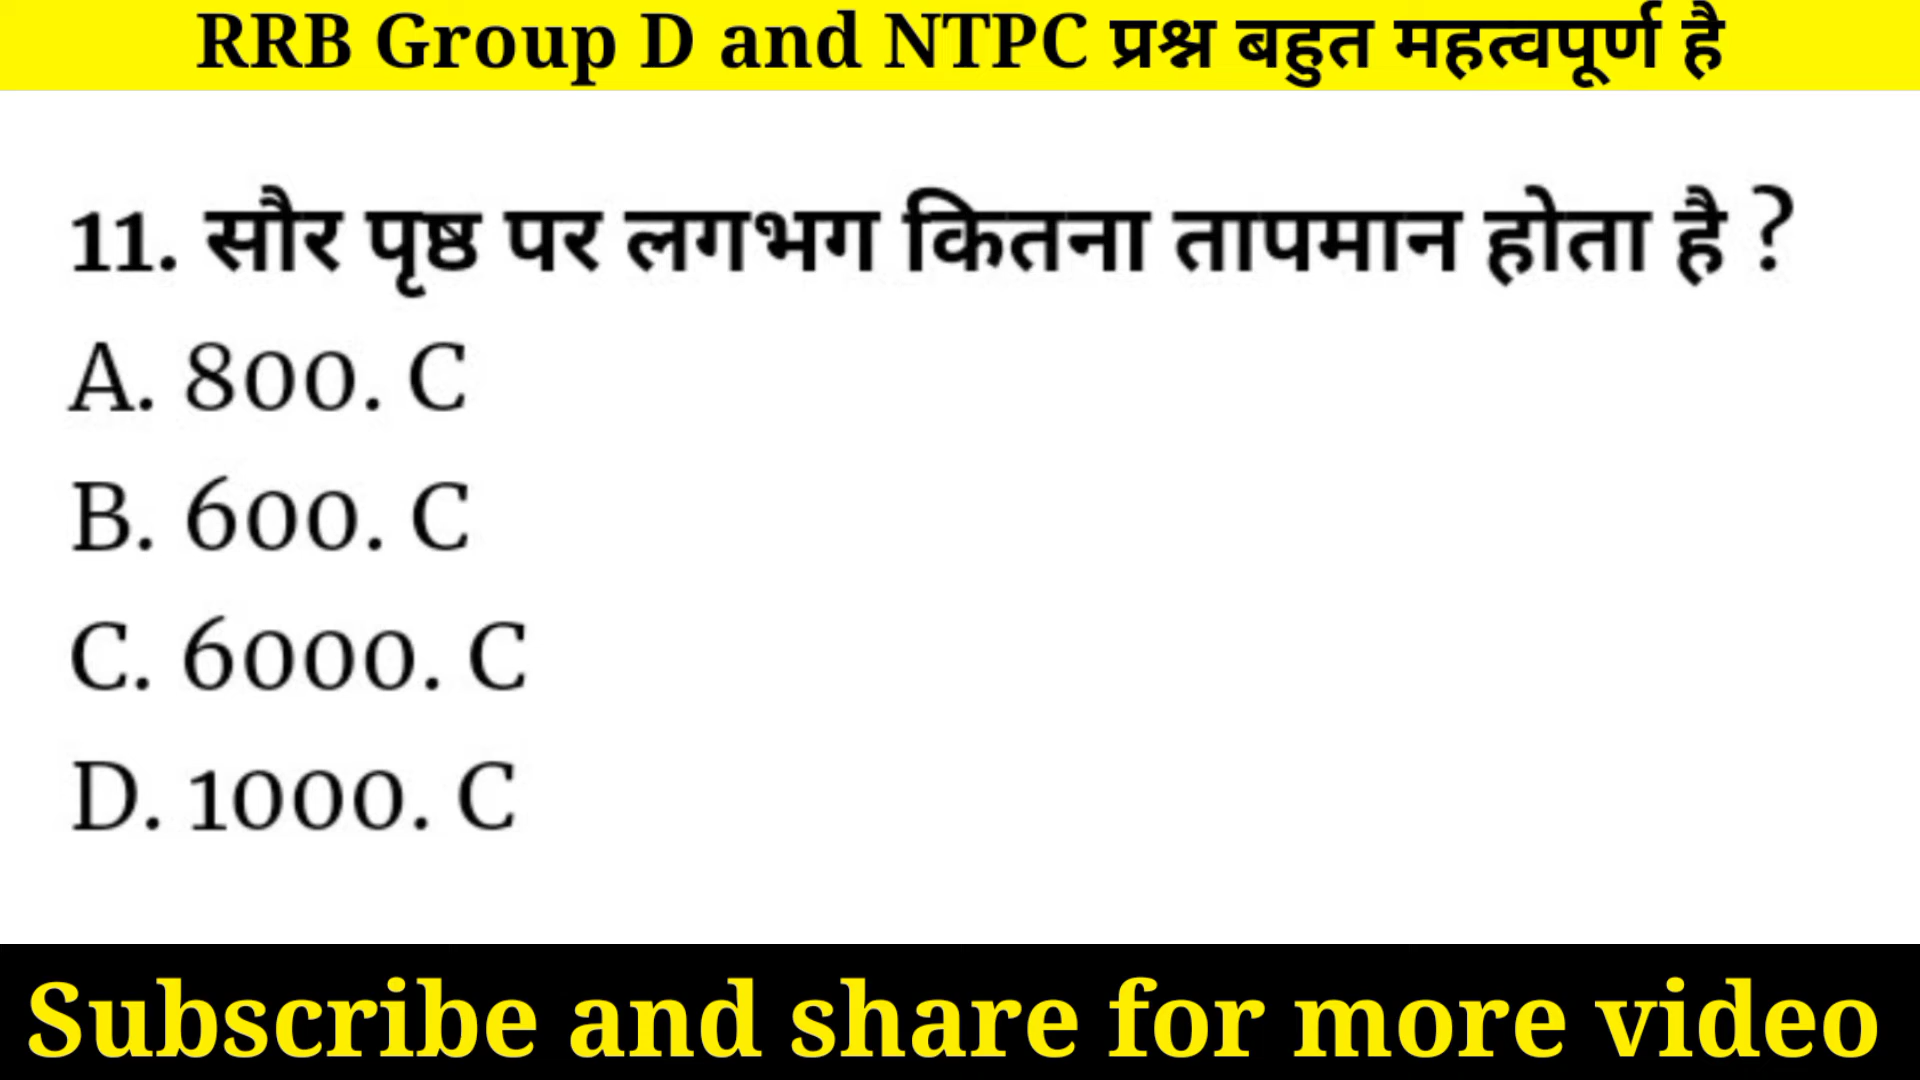 RRB Group D and NTPC प्रश्न बहुत महत्वपूर्ण है
11. सौर पृष्ठ पर लगभग कितना तापमान होता है ?
A. 800. C
B. 600. C
C. 6000. C
D. 1000. C
Subscribe and share for more video